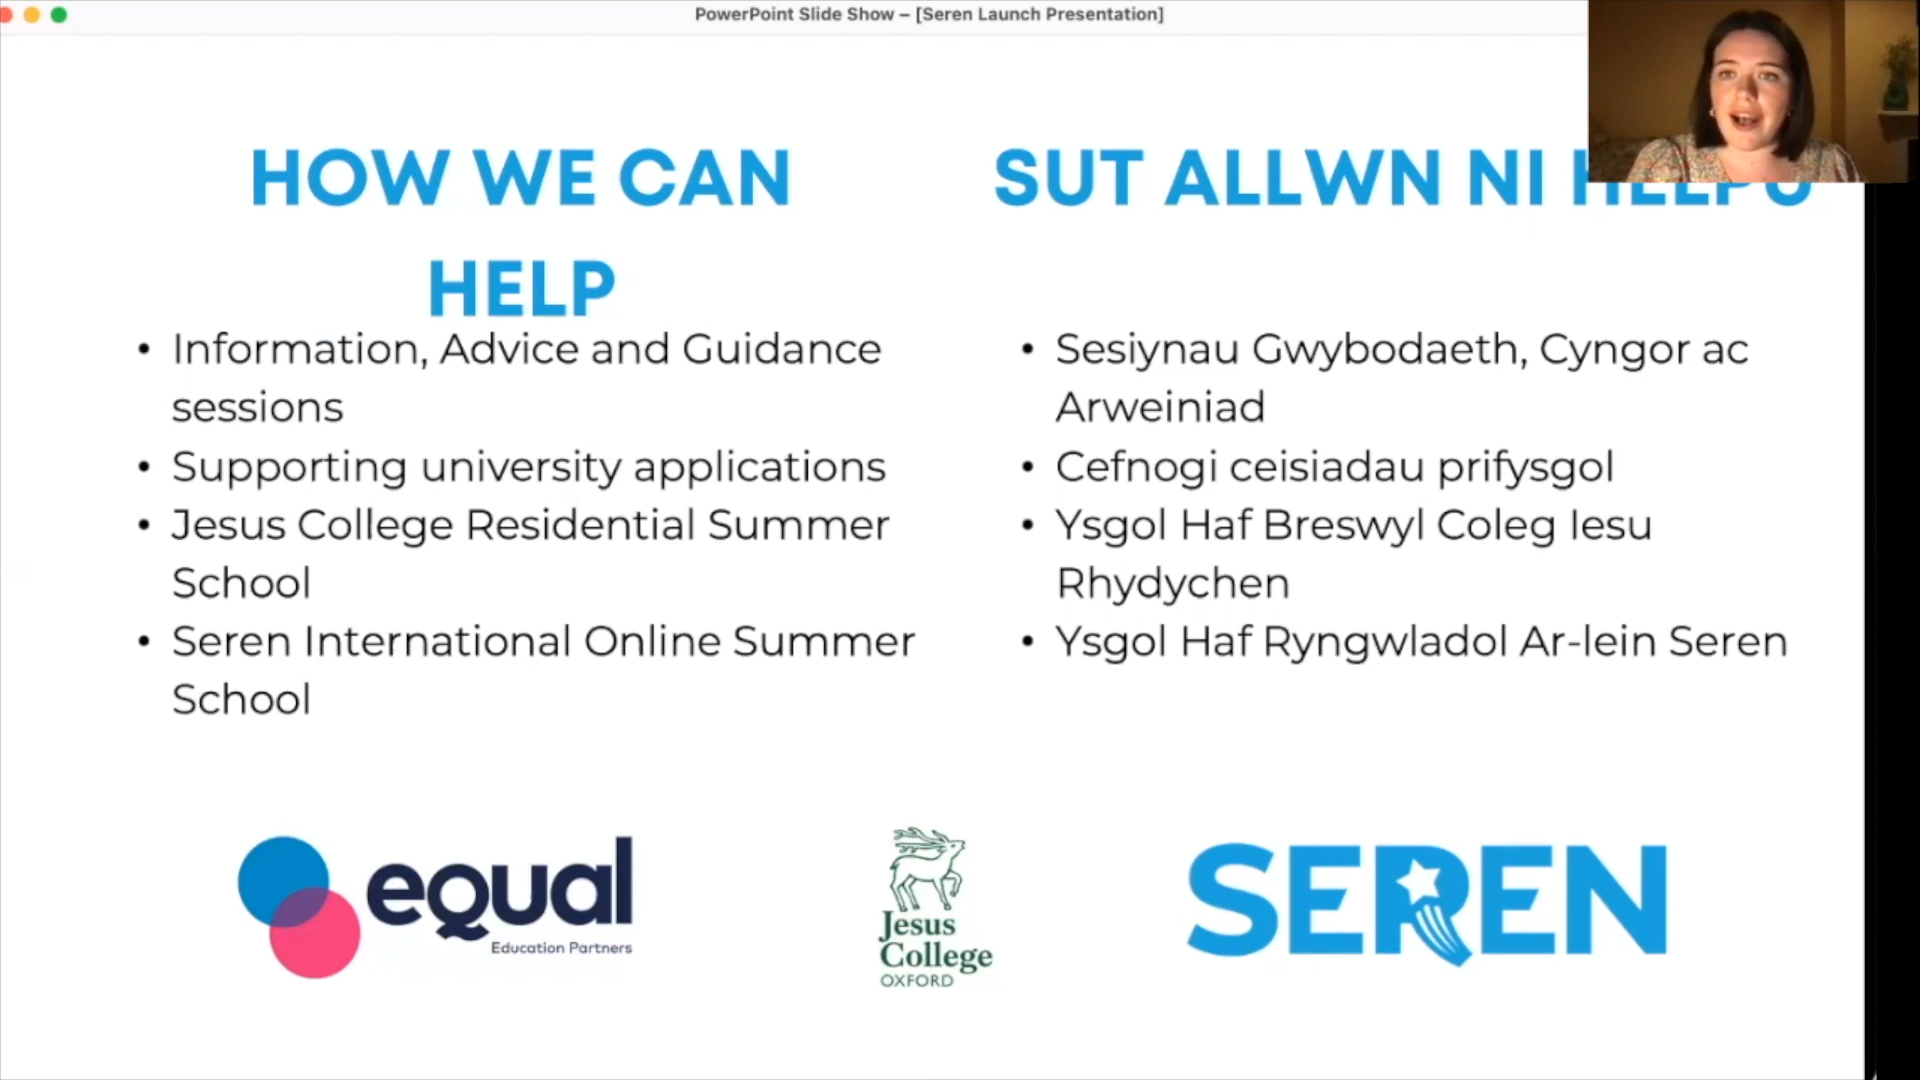 PowerPoint Slide Show – [Seren Launch Presentation]
HOW WE CAN
HELP
• Information, Advice and Guidance
sessions
• Supporting university applications
• Jesus College Residential Summer
School
• Seren International Online Summer
School
SUT ALLWN NI HELPU
• Sesiynau Gwybodaeth, Cyngor ac
Arweiniad
• Cefnogi ceisiadau prifysgol
• Ysgol Haf Breswyl Coleg Iesu
Rhydychen
• Ysgol Haf Ryngwladol Ar-lein Seren
equal
Education Partners
Jesus
College
OXFORD
SEREN